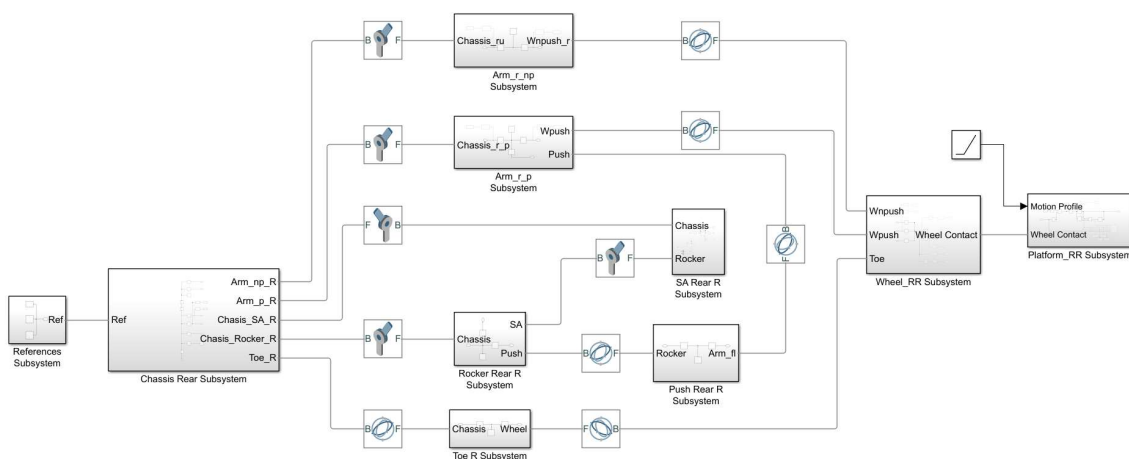 B F
Chassis_ru Wnpush_r
Arm_r_np
Subsystem
B F
B F
Chassis_r_p Wpush
Push
Arm_r_p
Subsystem
B F
F B
Chassis
Rocker
SA Rear R
Subsystem
B F
B
F
Wnpush
Wpush Wheel Contact
Toe
Wheel_RR Subsystem
Motion Profile
Wheel Contact
Platform_RR Subsystem
Ref
References
Subsystem
Ref
Arm_np_R
Arm_p_R
Chasis_SA_R
Chasis_Rocker_R
Toe_R
Chassis Rear Subsystem
B F
Chassis SA
Push
Rocker Rear R
Subsystem
B F
Rocker Arm_fl
Push Rear R
Subsystem
B F
Chassis Wheel
Toe R Subsystem
F B